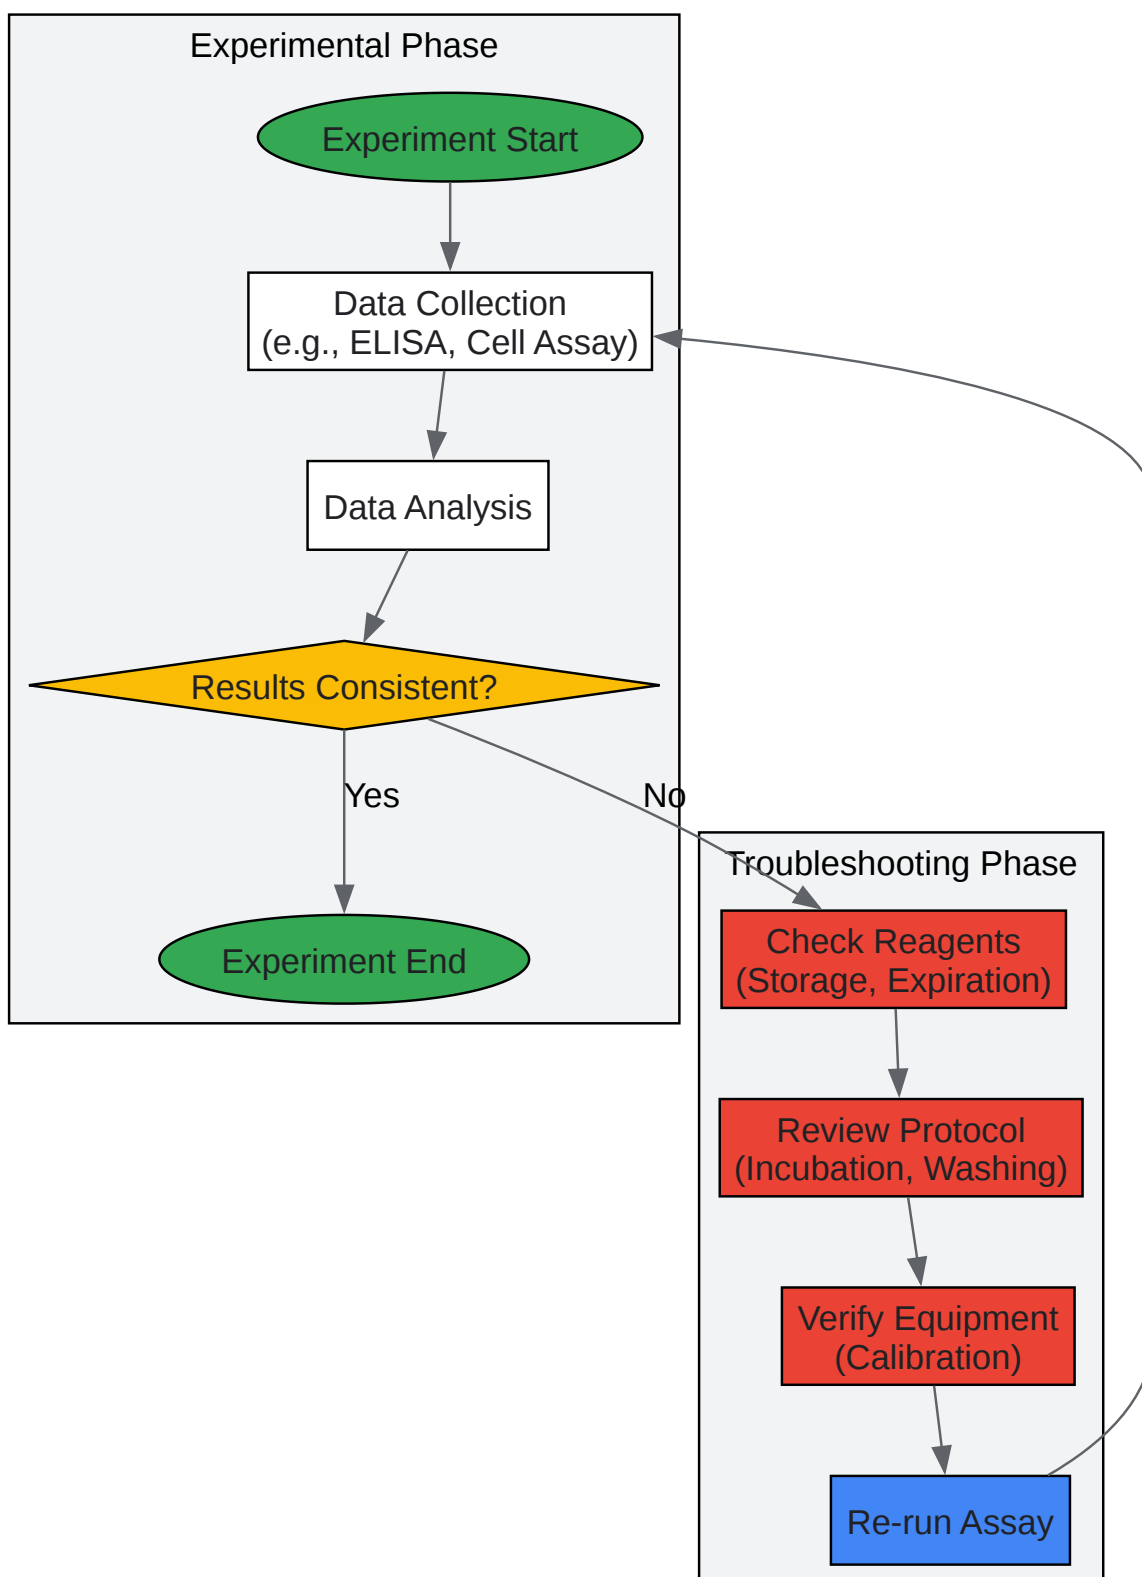 Experimental Phase
Experiment Start
Data Collection
(e.g., ELISA, Cell Assay)
Data Analysis
Results Consistent?
Yes
No
Experiment End
Troubleshooting Phase
Check Reagents
(Storage, Expiration)
Review Protocol
(Incubation, Washing)
Verify Equipment
(Calibration)
Re-run Assay